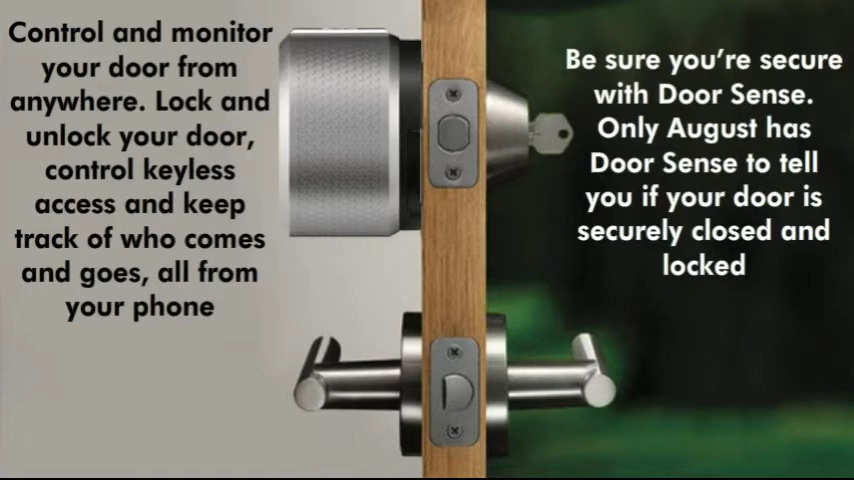 Control and monitor
your door from
anywhere. Lock and
unlock your door,
control keyless
access and keep
track of who comes
and goes, all from
your phone
Be sure you're secure
with Door Sense.
Only August has
Door Sense to tell
you if your door is
securely closed and
locked